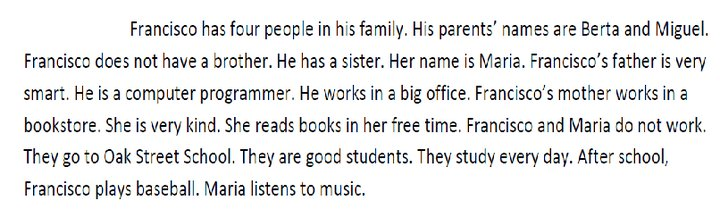 Francisco has four people in his family. His parents’ names are Berta and Miguel.
Francisco does not have a brother. He has a sister. Her name is Maria. Francisco’s father is very
smart. He is a computer programmer. He works in a big office. Francisco’s mother works in a
bookstore. She is very kind. She reads books in her free time. Francisco and Maria do not work.
They go to Oak Street School. They are good students. They study every day. After school,
Francisco plays baseball. Maria listens to music.